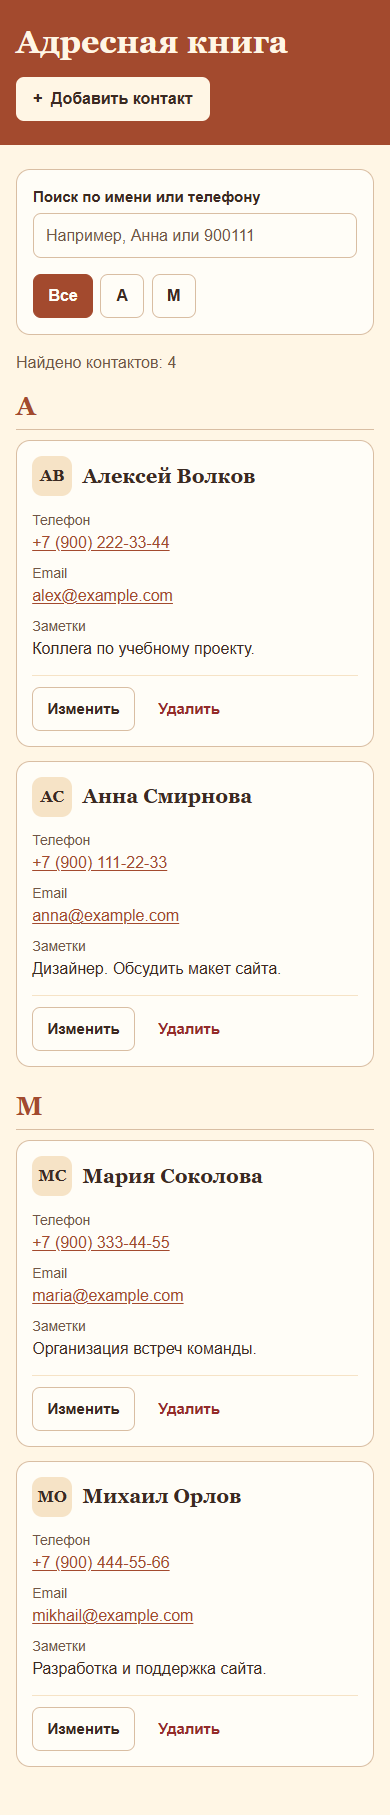 Адресная книга
+ Добавить контакт
Поиск по имени или телефону
Например, Анна или 900111
Все
А
М
Найдено контактов: 4
А
АВ
Алексей Волков
Телефон
+7 (900) 222-33-44
Email
alex@example.com
Заметки
Коллега по учебному проекту.
Изменить
Удалить
АС
Анна Смирнова
Телефон
+7 (900) 111-22-33
Email
anna@example.com
Заметки
Дизайнер. Обсудить макет сайта.
Изменить
Удалить
М
МС
Мария Соколова
Телефон
+7 (900) 333-44-55
Email
maria@example.com
Заметки
Организация встреч команды.
Изменить
Удалить
МО
Михаил Орлов
Телефон
+7 (900) 444-55-66
Email
mikhail@example.com
Заметки
Разработка и поддержка сайта.
Изменить
Удалить